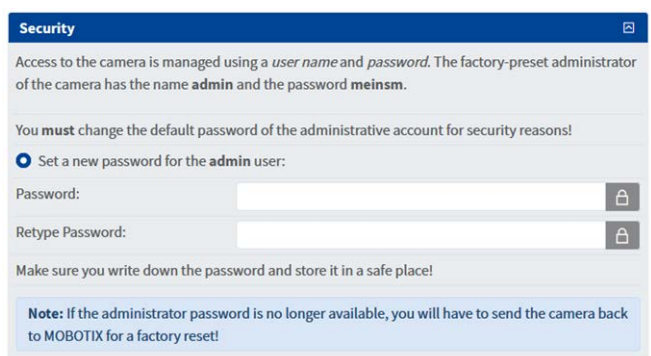 Security
Access to the camera is managed using a user name and password. The factory-preset administrator
of the camera has the name admin and the password meinsm.
You must change the default password of the administrative account for security reasons!
Set a new password for the admin user:
Password:
Retype Password:
Make sure you write down the password and store it in a safe place!
Note: If the administrator password is no longer available, you will have to send the camera back
to MOBOTIX for a factory reset!